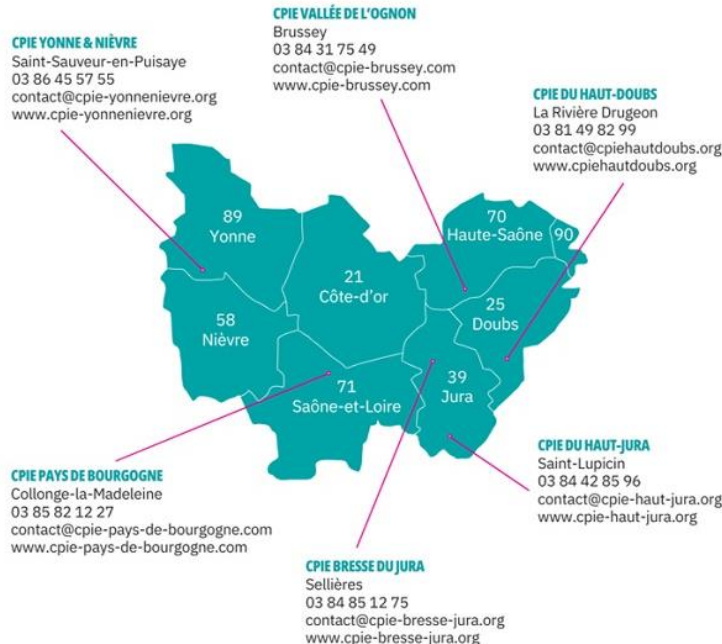 CPIE VALLÉE DE L'OGNON
Brussey
03 84 31 75 49
contact@cpie-brussey.com
www.cpie-brussey.com
CPIE YONNE & NIÈVRE
Saint-Sauveur-en-Puisaye
03 86 45 57 55
contact@cpie-yonnenievre.org
www.cpie-yonnenievre.org
CPIE DU HAUT-DOUBS
La Rivière Drugeon
03 81 49 82 99
contact@cpiehautdoubs.org
www.cpiehautdoubs.org
89
Yonne
70
Haute-Saône
90
21
Côte-d'or
25
Doubs
58
Nièvre
71
Saône-et-Loire
39
Jura
CPIE PAYS DE BOURGOGNE
Collonge-la-Madeleine
03 85 82 12 27
contact@cpie-pays-de-bourgogne.com
www.cpie-pays-de-bourgogne.com
CPIE DU HAUT-JURA
Saint-Lupicin
03 84 42 85 96
contact@cpie-haut-jura.org
www.cpie-haut-jura.org
CPIE BRESSE DU JURA
Sellières
03 84 85 12 75
contact@cpie-bresse-jura.org
www.cpie-bresse-jura.org